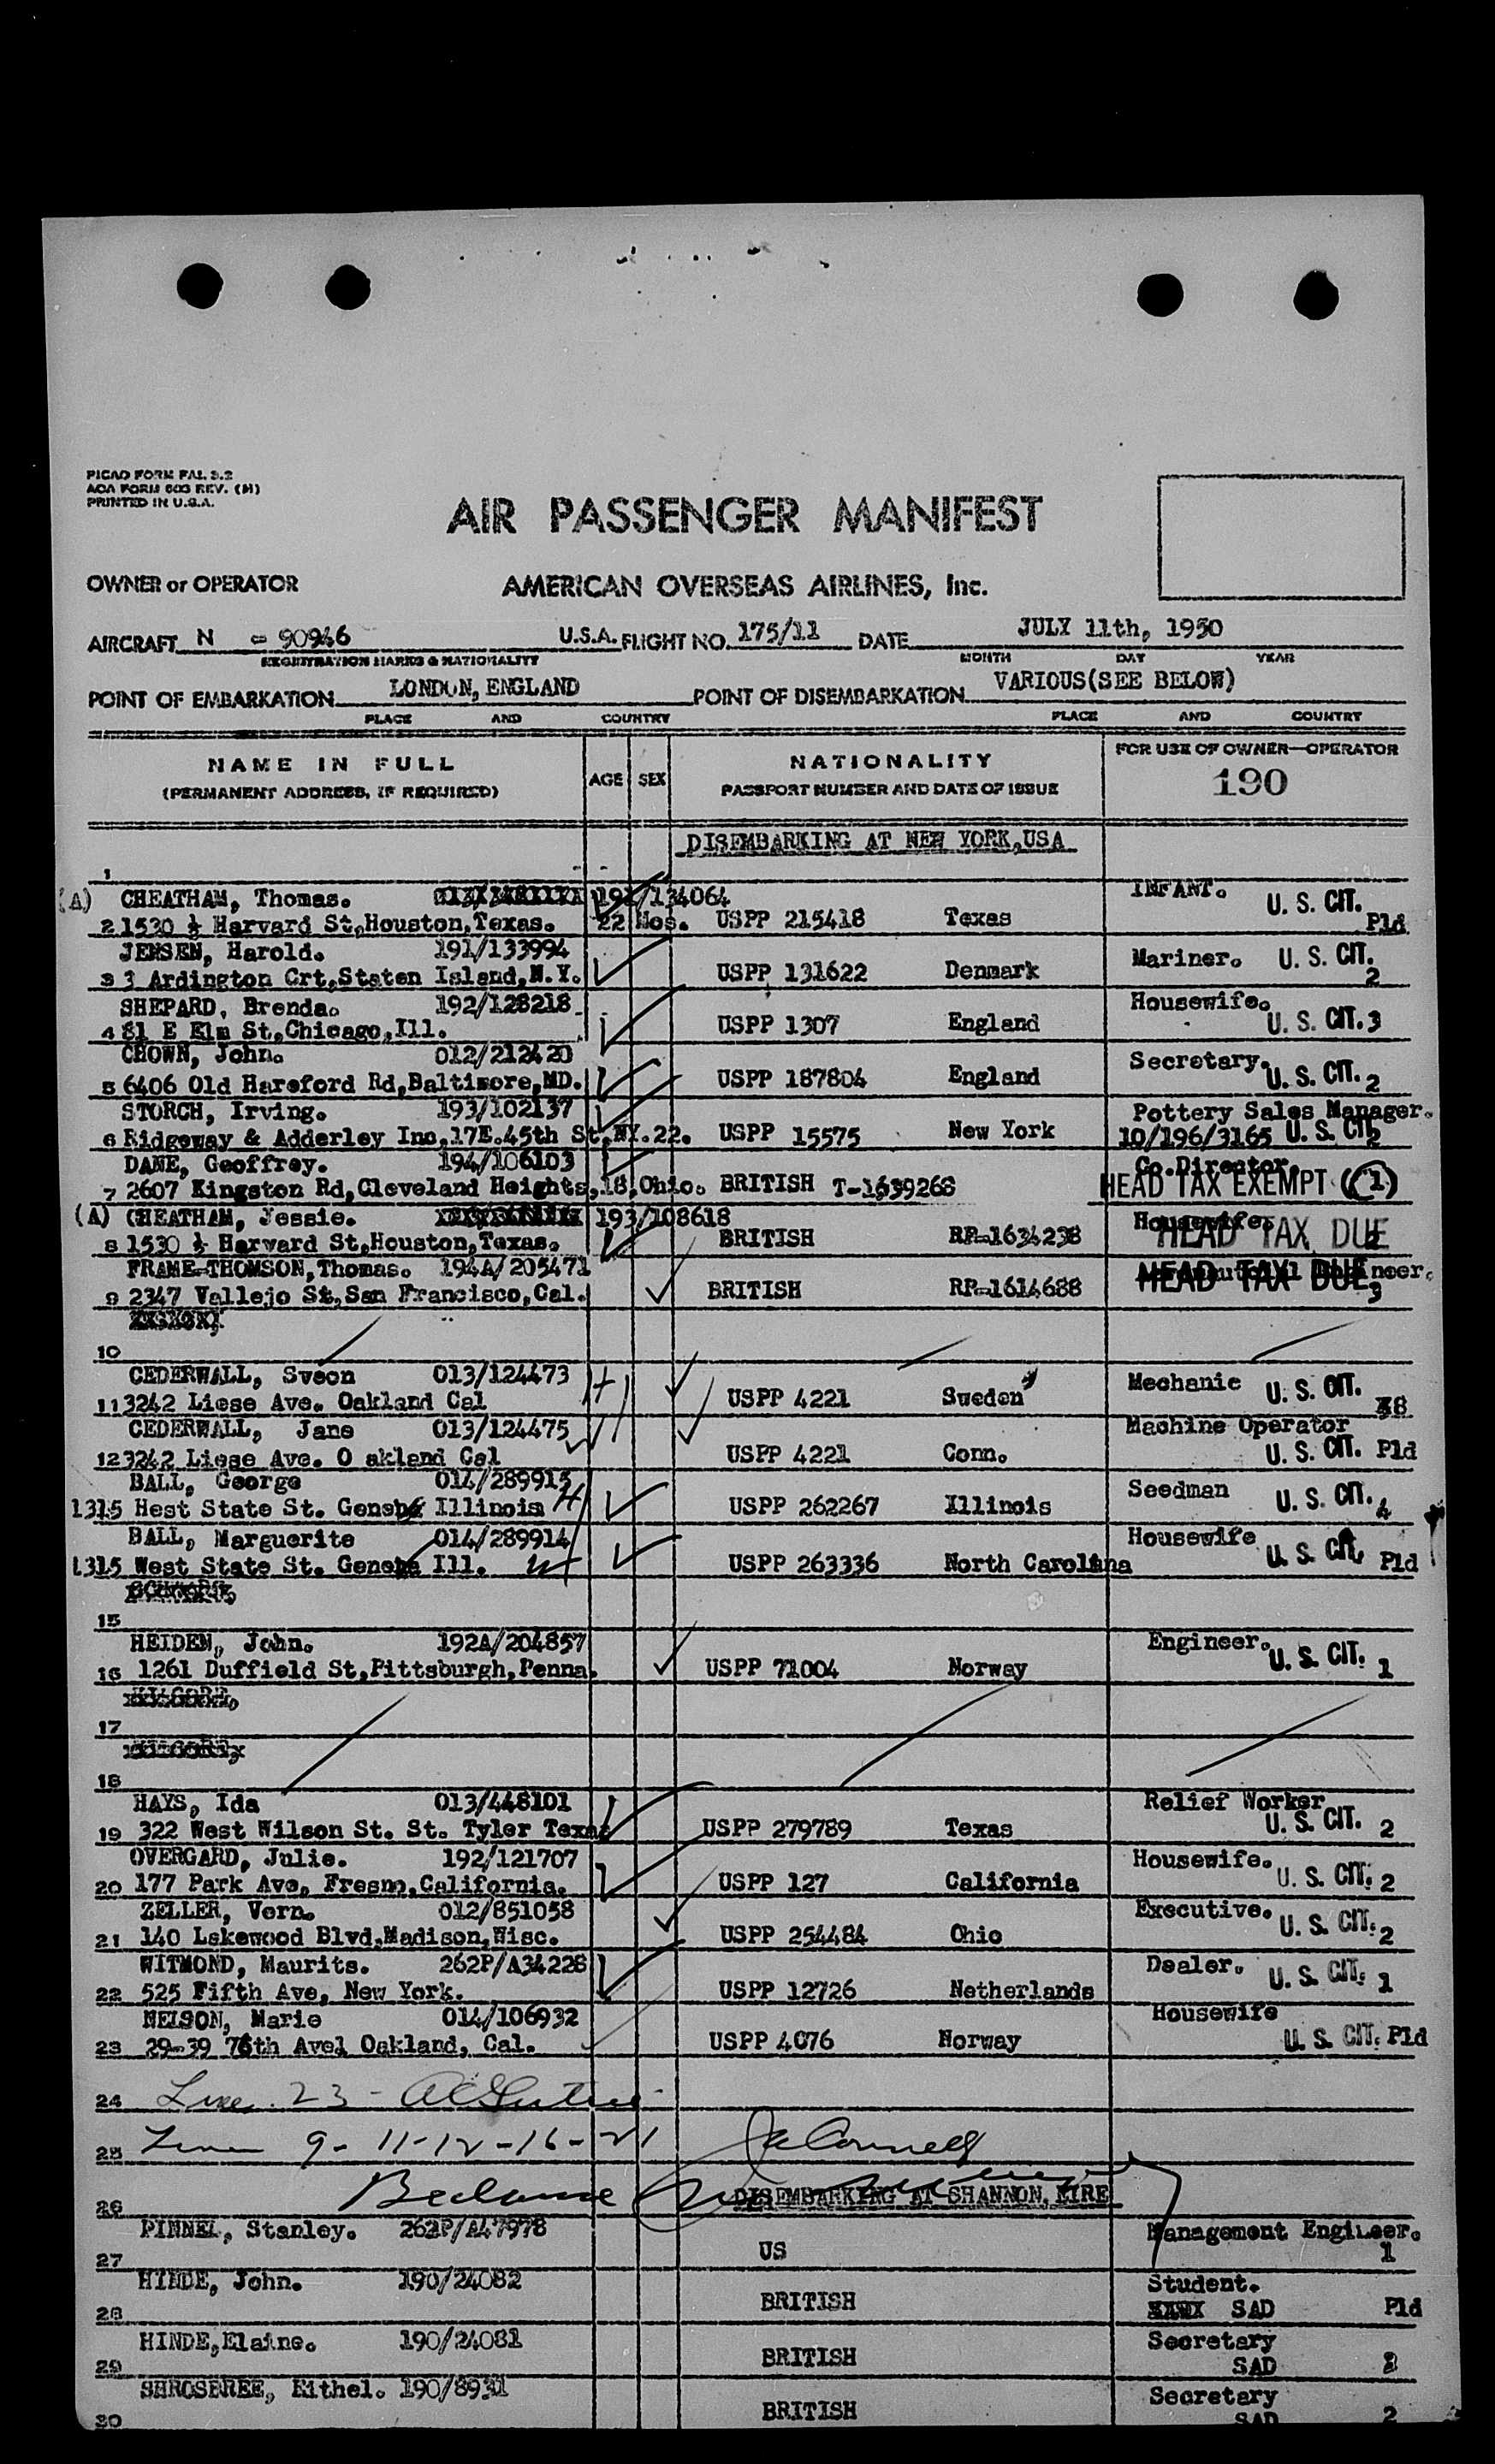 PICAO FORM FAL 3.2
AOA FORM 603 REV. (M)
PRINTED IN U.S.A.
AIR PASSENGER MANIFEST
OWNER or OPERATOR AMERICAN OVERSEAS AIRLINES, Inc.
AIRCRAFT N - 90946 U.S.A. FLIGHT NO. 175/11 DATE JULY 11th, 1950
REGISTRATION MARKS & NATIONALITY MONTH DAY YEAR
POINT OF EMBARKATION LONDON, ENGLAND POINT OF DISEMBARKATION VARIOUS(SEE BELOW)
PLACE AND COUNTRY PLACE AND COUNTRY
NAME IN FULL AGE SEX NATIONALITY FOR USE OF OWNER—OPERATOR
(PERMANENT ADDRESS, IF REQUIRED) PASSPORT NUMBER AND DATE OF ISSUE 190
DISEMBARKING AT NEW YORK,USA
1
(A) CHEATHAM, Thomas. 191/134064 INFANT. U. S. CIT.
2 1530 ½ Harvard St,Houston,Texas. 22 Mos. USPP 215418 Texas Pld
JENSEN, Harold. 191/133994 Mariner. U. S. CIT.
3 3 Ardington Crt,Staten Island,N.Y. USPP 131622 Denmark 2
SHEPARD, Brenda. 192/128218 Housewife.
4 81 E Elm St,Chicago,Ill. USPP 1307 England U. S. CIT. 3
CHOWN, John. 012/212420 Secretary.
5 6406 Old Hareford Rd,Baltimore,MD. USPP 187804 England U. S. CIT. 2
STORCH, Irving. 193/102137 Pottery Sales Manager.
6 Ridgeway & Adderley Inc,17E.45th St,NY.22. USPP 15575 New York 10/196/3165 U. S. CIT 2
DANE, Geoffrey. 194/106103 Co.Director.
7 2607 Kingston Rd,Cleveland Heights,18,Ohio. BRITISH T-1639268 HEAD TAX EXEMPT (1)
(A) CHEATHAM, Jessie. 193/108618 Housewife.
8 1530 ½ Harvard St,Houston,Texas. BRITISH RP-1634238 HEAD TAX DUE
FRAME-THOMSON,Thomas. 194A/205471
9 2347 Vallejo St,San Francisco,Cal. BRITISH RP-1614688 HEAD TAX DUE 3
10
CEDERWALL, Sveon 013/124473 Mechanic U. S. CIT.
11 3242 Liese Ave. Oakland Cal USPP 4221 Sweden 8
CEDERWALL, Jane 013/124475 Machine Operator
12 3242 Liese Ave. O akland Cal USPP 4221 Conn. U. S. CIT. Pld
BALL, George 014/289915 Seedman U. S. CIT.
1315 West State St. Geneva Illinois USPP 262267 Illinois 4
BALL, Marguerite 014/289914 Housewife
1315 West State St. Geneva Ill. USPP 263336 North Carolina U. S. CIT. Pld
15
HEIDEN, John. 192A/204857 Engineer.
16 1261 Duffield St,Pittsburgh,Penna. USPP 71004 Norway U. S. CIT. 1
17
18
HAYS, Ida 013/448101 Relief Worker
19 322 West Wilson St. St. Tyler Texas USPP 279789 Texas U. S. CIT. 2
OVERGARD, Julie. 192/121707 Housewife.
20 177 Park Ave, Fresno,California. USPP 127 California U. S. CIT. 2
ZELLER, Vern. 012/851058 Executive.
21 140 Lakewood Blvd,Madison,Wisc. USPP 254484 Ohio U. S. CIT. 2
WITMOND, Maurits. 262P/A34228 Dealer.
22 525 Fifth Ave, New York. USPP 12726 Netherlands U. S. CIT. 1
NELSON, Marie 014/106932 Housewife
23 29-39 76th Avel Oakland, Cal. USPP 4076 Norway U. S. CIT. Pld
24 Line 23 -
25 Line 9- 11-12-16-21
26 Balance
DISEMBARKING AT SHANNON, EIRE
PINNEL, Stanley. 262P/A47978 Management Engineer.
27 US 1
HINDE, John. 190/24082 Student.
28 BRITISH SAD Pld
HINDE,Elaine. 190/24081 Secretary
29 BRITISH SAD 2
SHROSBREE, Eithel. 190/8931 Secretary
30 BRITISH SAD 2